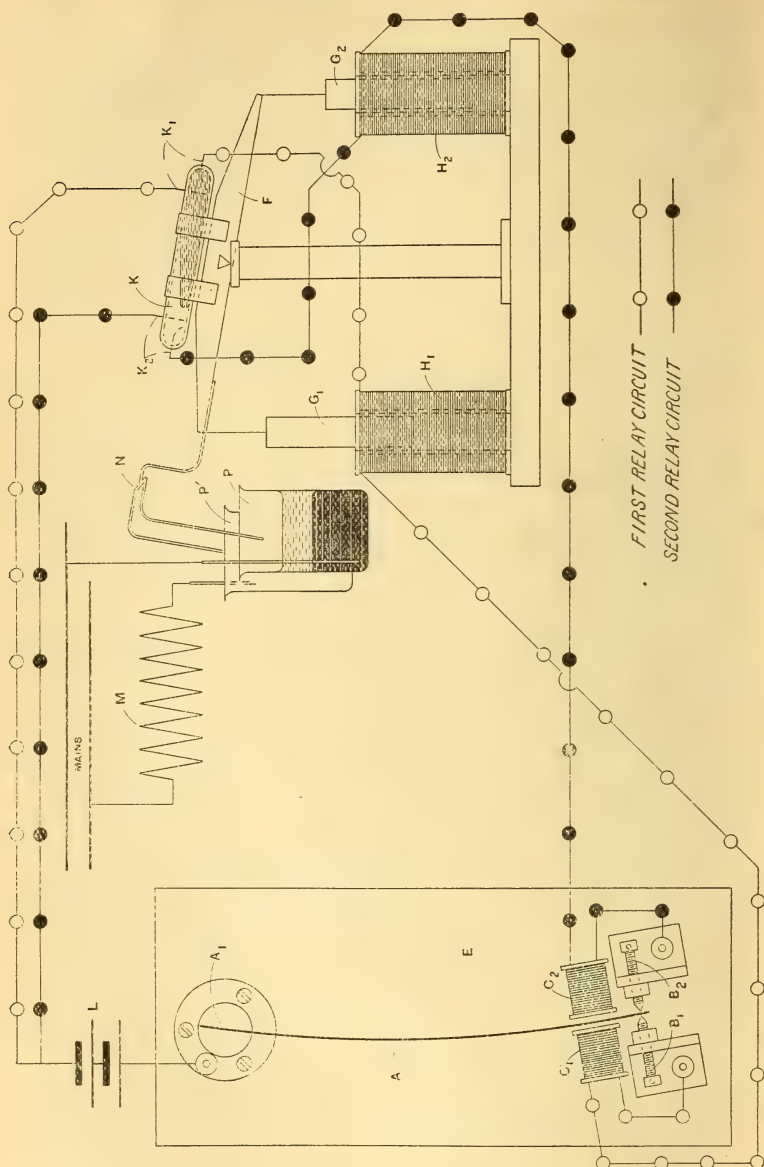 G₂
K₁
H₂
F
K
K₂
H₁
G₁
N
P'
P
M
MAINS
FIRST RELAY CIRCUIT
SECOND RELAY CIRCUIT
L
A₁
E
A
C₂
C₁
B₂
B₁